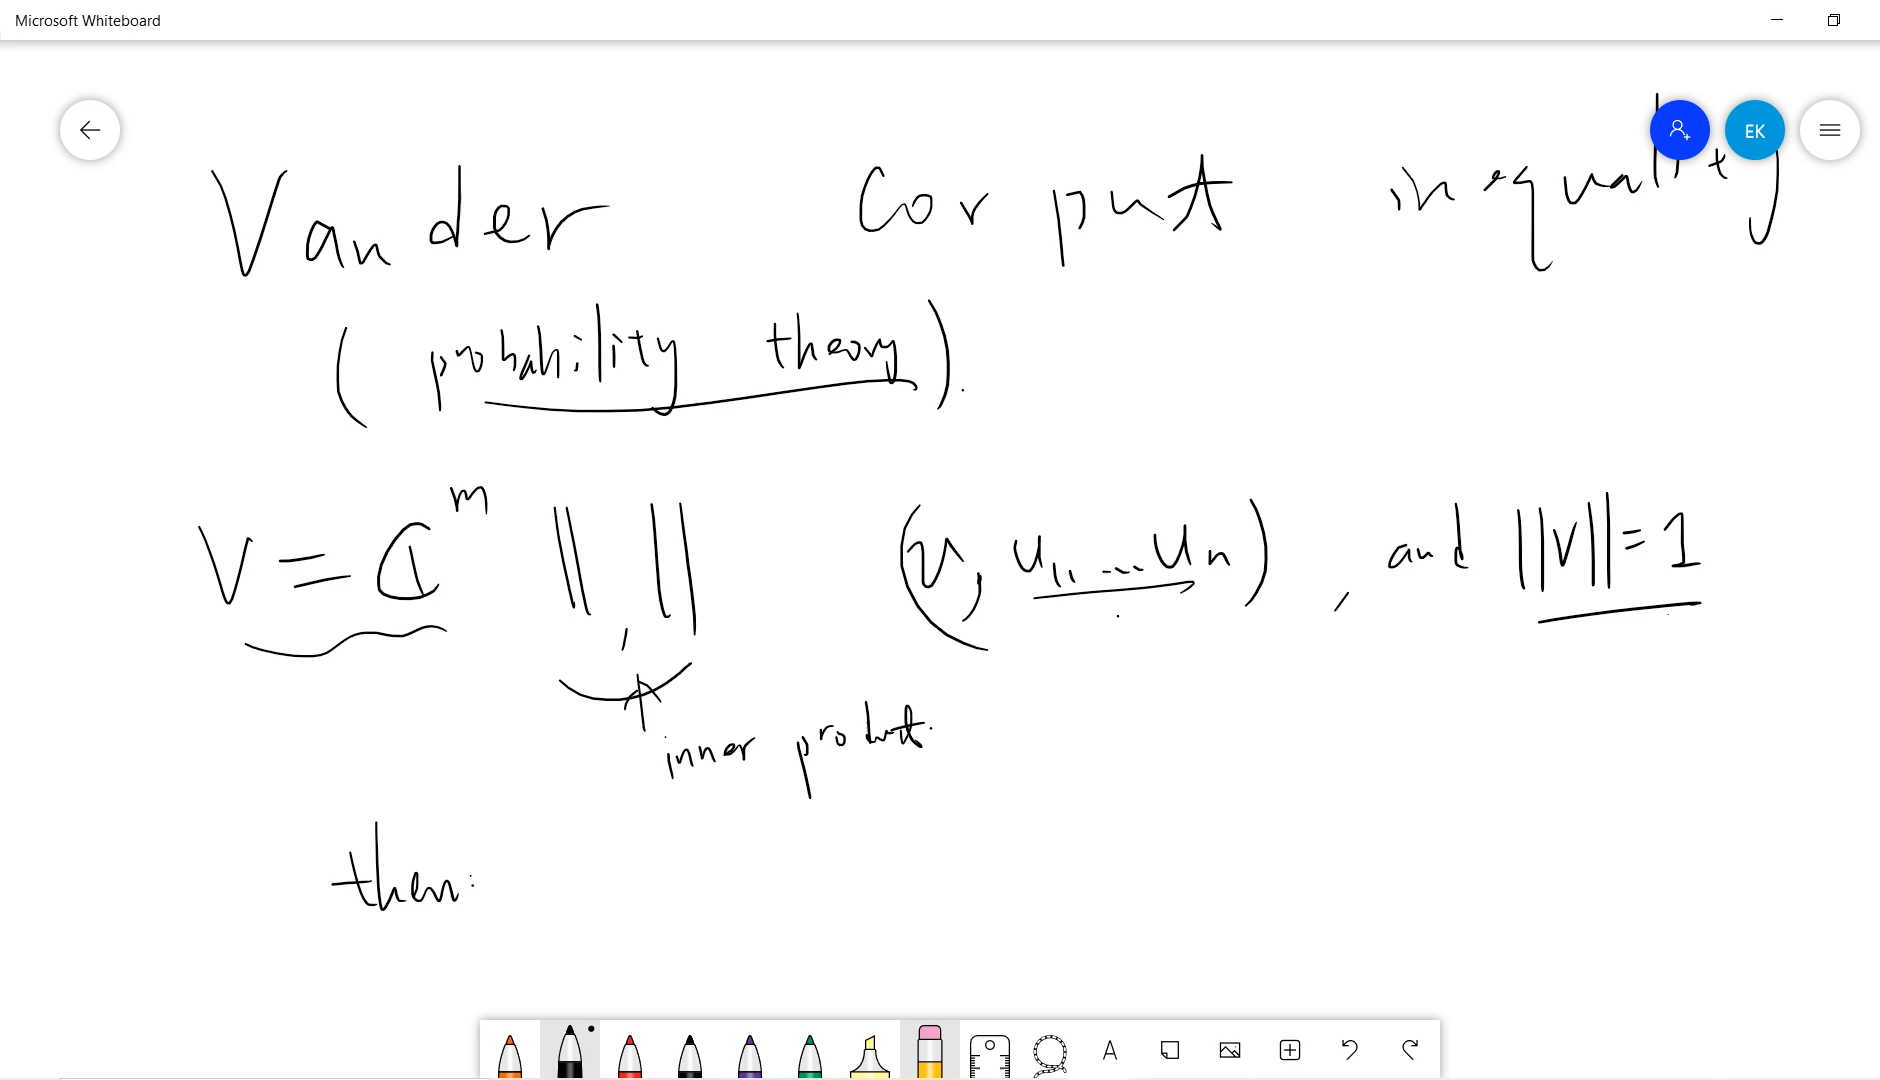 Microsoft Whiteboard
EK
Van der Corput inequality
(probability theory).
V = ℂ^m ‖ , ‖ (v, u₁, ... uₙ), and ‖v‖ = 1
inner product.
then:
A